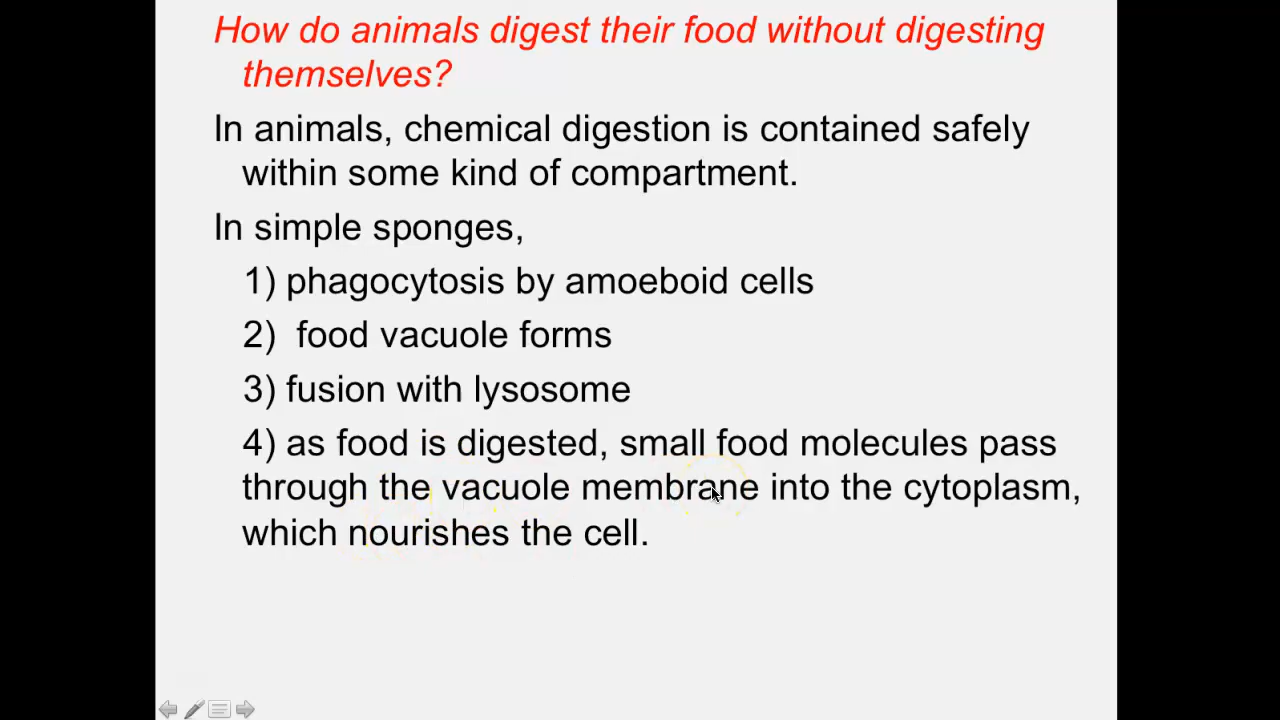 How do animals digest their food without digesting
themselves?
In animals, chemical digestion is contained safely
within some kind of compartment.
In simple sponges,
1) phagocytosis by amoeboid cells
2) food vacuole forms
3) fusion with lysosome
4) as food is digested, small food molecules pass
through the vacuole membrane into the cytoplasm,
which nourishes the cell.